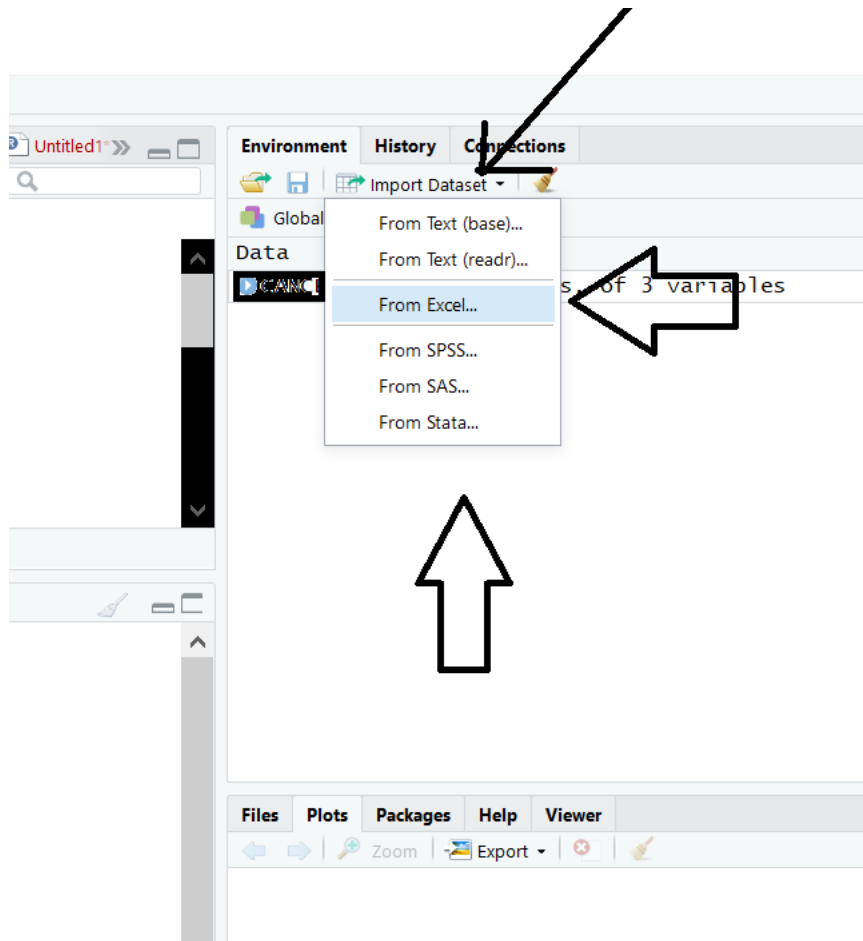 Untitled1*
Environment History Connections
Import Dataset
Global
From Text (base)...
Data
From Text (readr)...
of 3 variables
From Excel...
From SPSS...
From SAS...
From Stata...
Files Plots Packages Help Viewer
Zoom Export